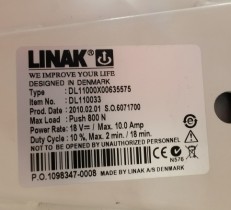 LINAK®
WE IMPROVE YOUR LIFE
DESIGNED IN DENMARK
Type : DL11000X00635575
Item No. : DL110033
Prod. Date : 2010.02.01 S.O.6071700
Max Load : Push 800 N
Power Rate : 18 V⎓ / Max. 10.0 Amp
Duty Cycle : 10 %, Max. 2 min. / 18 min.
NOT TO BE OPENED BY UNAUTHORIZED PERSONNEL
N576
P.O.1098347-0008 LINAK A/S DENMARK